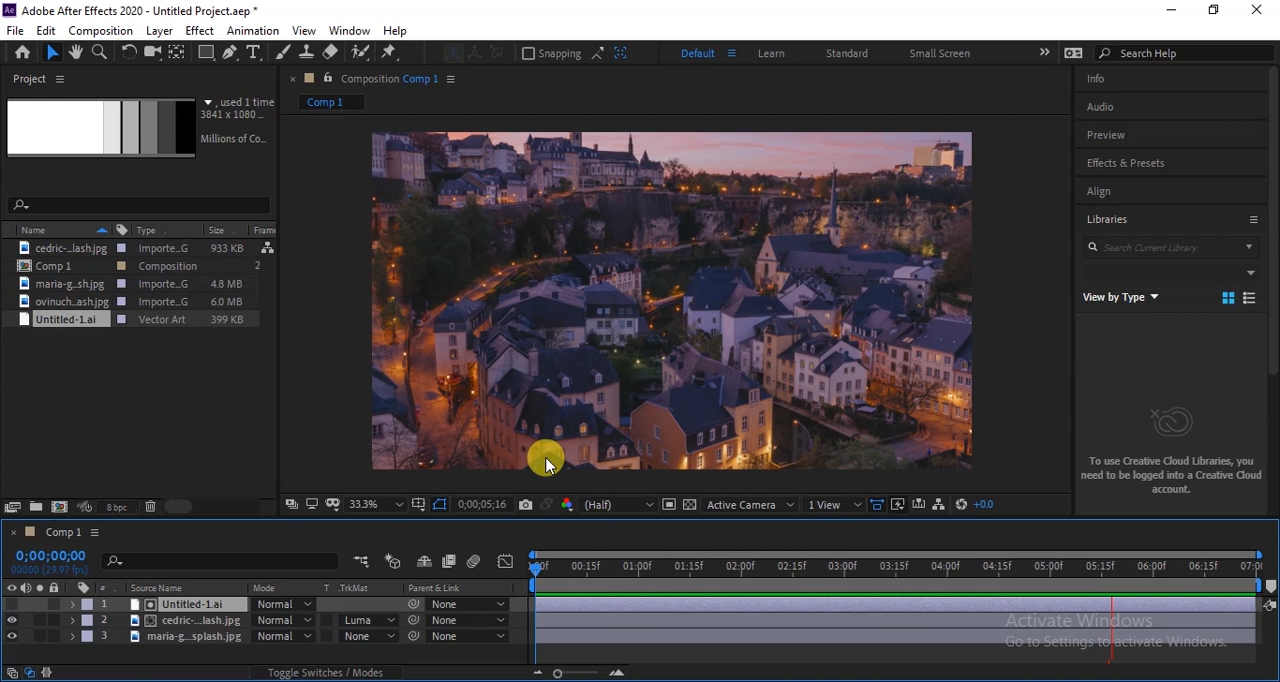 Ae Adobe After Effects 2020 - Untitled Project.aep *
File Edit Composition Layer Effect Animation View Window Help
Snapping Default Learn Standard Small Screen Search Help
Project
, used 1 time
3841 x 1080 ...
Millions of Co...
Name Type Size Fram
cedric-...lash.jpg Importe...G 933 KB
Comp 1 Composition 2
maria-g...sh.jpg Importe...G 4.8 MB
ovinuch...ash.jpg Importe...G 6.0 MB
Untitled-1.ai Vector Art 399 KB
8 bpc
Composition Comp 1
Comp 1
33.3% 0;00;05;16 (Half) Active Camera 1 View +0.0
Info
Audio
Preview
Effects & Presets
Align
Libraries
Search Current Library
View by Type
To use Creative Cloud Libraries, you
need to be logged into a Creative Cloud
account.
Comp 1
0;00;00;00
00000 (29.97 fps)
00f 00:15f 01:00f 01:15f 02:00f 02:15f 03:00f 03:15f 04:00f 04:15f 05:00f 05:15f 06:00f 06:15f 07:0
# Source Name Mode T .TrkMat Parent & Link
1 Untitled-1.ai Normal None
2 cedric-...lash.jpg Normal Luma None
3 maria-g...splash.jpg Normal None None
Toggle Switches / Modes
Activate Windows
Go to Settings to activate Windows.